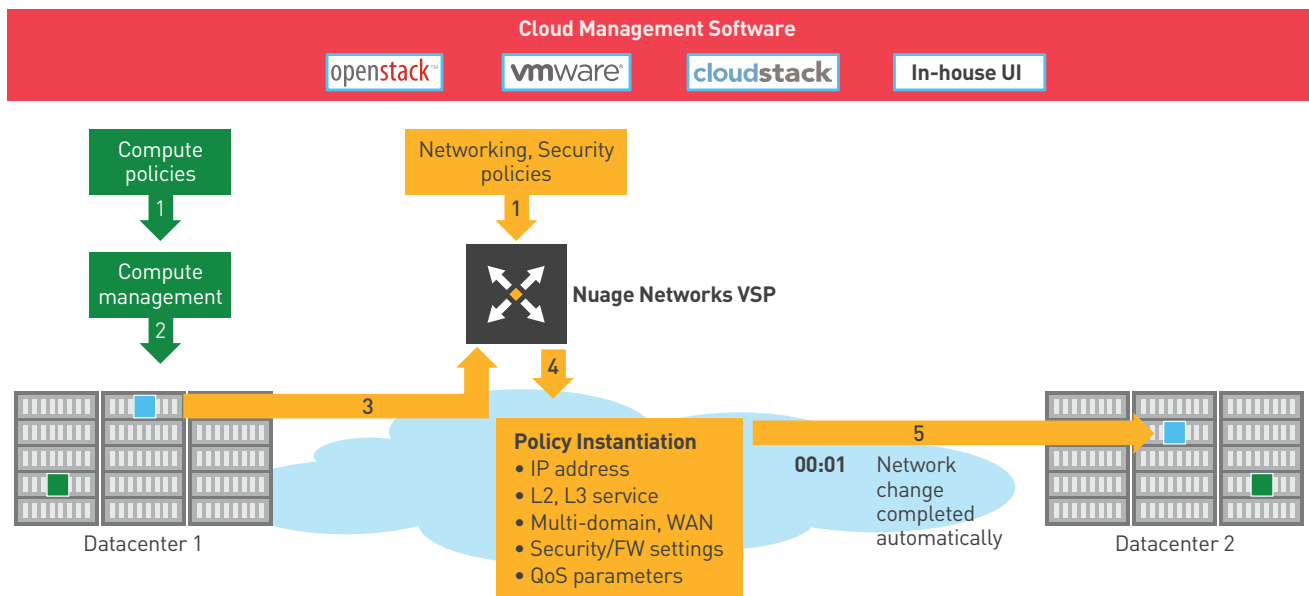 Cloud Management Software
openstack™
vmware®
cloudstack
In-house UI
Compute
policies
1
Compute
management
2
Networking, Security
policies
1
Nuage Networks VSP
3
4
Policy Instantiation
• IP address
• L2, L3 service
• Multi-domain, WAN
• Security/FW settings
• QoS parameters
5
00:01 Network
change
completed
automatically
Datacenter 1
Datacenter 2